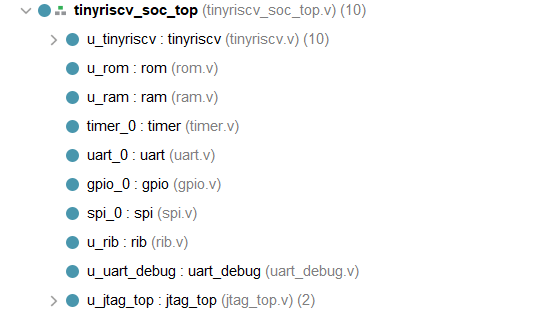 tinyriscv_soc_top (tinyriscv_soc_top.v) (10)
u_tinyriscv : tinyriscv (tinyriscv.v) (10)
u_rom : rom (rom.v)
u_ram : ram (ram.v)
timer_0 : timer (timer.v)
uart_0 : uart (uart.v)
gpio_0 : gpio (gpio.v)
spi_0 : spi (spi.v)
u_rib : rib (rib.v)
u_uart_debug : uart_debug (uart_debug.v)
u_jtag_top : jtag_top (jtag_top.v) (2)